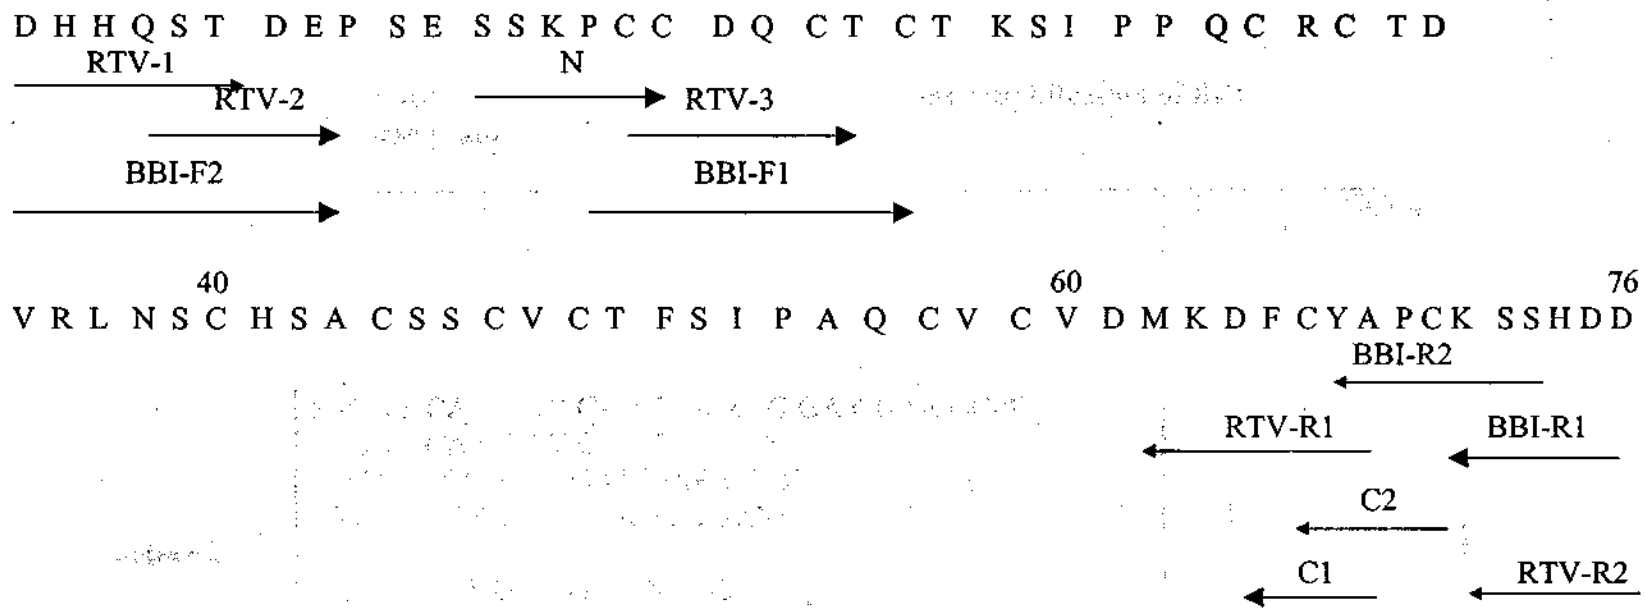 D H H Q S T D E P S E S S K P C C D Q C T C T K S I P P Q C R C T D
RTV-1 N
RTV-2 RTV-3
BBI-F2 BBI-F1
40 60 76
V R L N S C H S A C S S C V C T F S I P A Q C V C V D M K D F C Y A P C K S S H D D
BBI-R2
RTV-R1 BBI-R1
C2
C1 RTV-R2